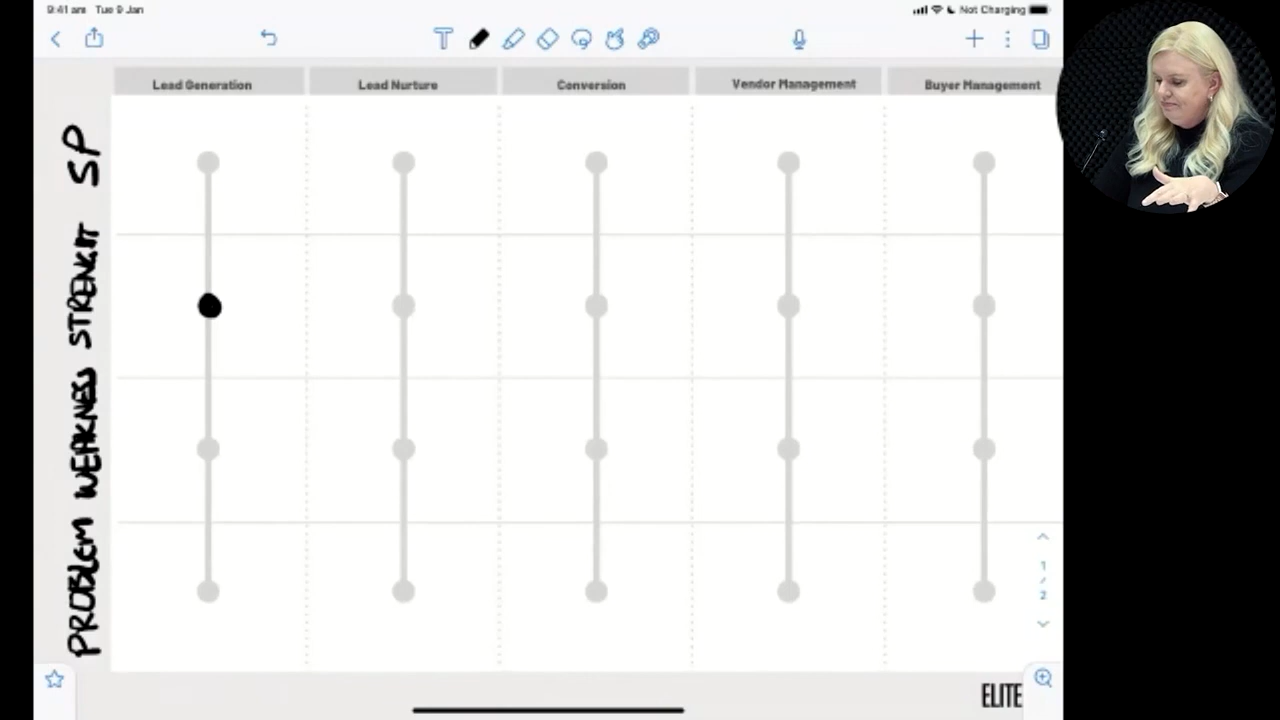 9:41 am Tue 9 Jan
Not Charging
Lead Generation
Lead Nurture
Conversion
Vendor Management
Buyer Management
SP
STRENGHT
WEAKNESS
PROBLEM
1
/
2
ELITE